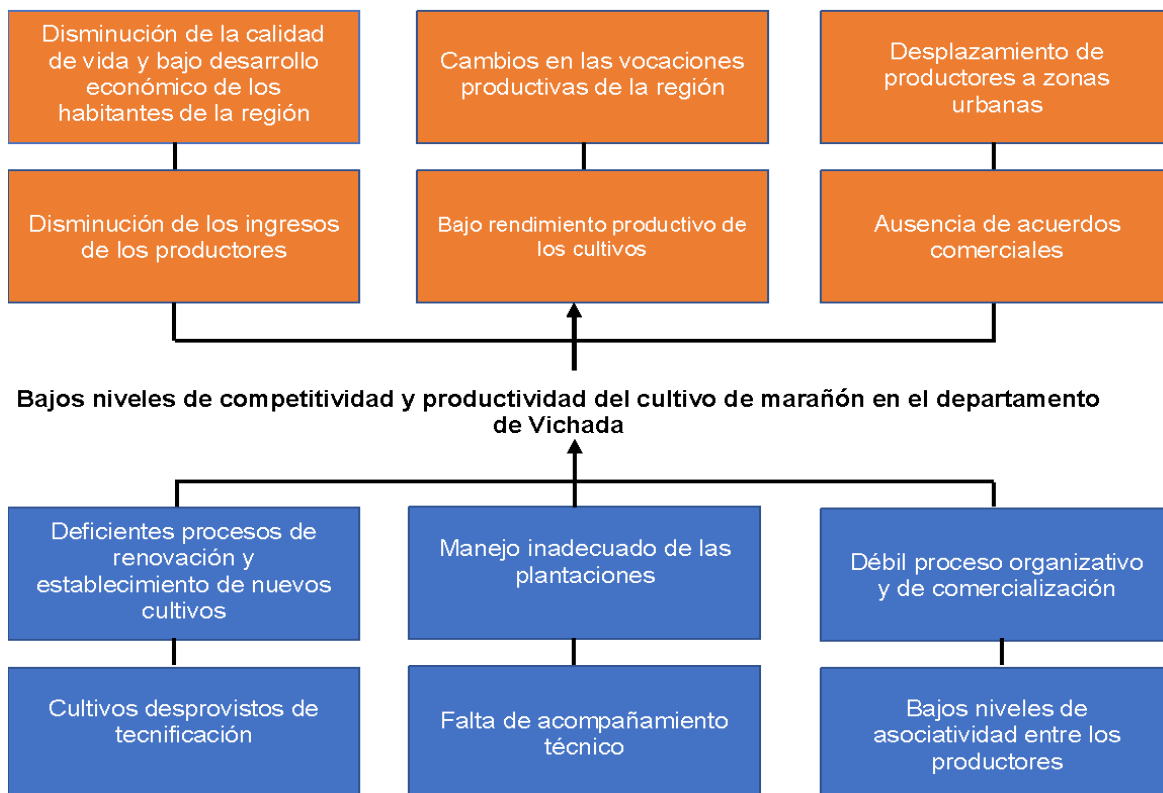 Disminución de la calidad
de vida y bajo desarrollo
económico de los
habitantes de la región
Cambios en las vocaciones
productivas de la región
Desplazamiento de
productores a zonas
urbanas
Disminución de los ingresos
de los productores
Bajo rendimiento productivo de
los cultivos
Ausencia de acuerdos
comerciales
Bajos niveles de competitividad y productividad del cultivo de marañón en el departamento
de Vichada
Deficientes procesos de
renovación y
establecimiento de nuevos
cultivos
Manejo inadecuado de las
plantaciones
Débil proceso organizativo
y de comercialización
Cultivos desprovistos de
tecnificación
Falta de acompañamiento
técnico
Bajos niveles de
asociatividad entre los
productores